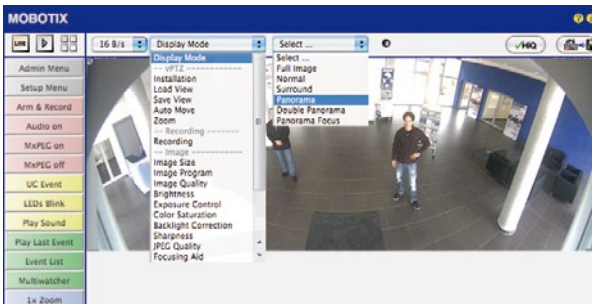 MOBOTIX
LIVE
16 B/s
Display Mode
Select ...
HiQ
Admin Menu
Setup Menu
Arm & Record
Audio on
MxPEG on
MxPEG off
UC Event
LEDs Blink
Play Sound
Play Last Event
Event List
Multiwatcher
1x Zoom
Display Mode
-- vPTZ --------------
Installation
Load View
Save View
Auto Move
Zoom
-- Recording -------
Recording
-- Image -----------
Image Size
Image Program
Image Quality
Brightness
Exposure Control
Color Saturation
Backlight Correction
Sharpness
JPEG Quality
Focusing Aid
Select ...
Full Image
Normal
Surround
Panorama
Double Panorama
Panorama Focus